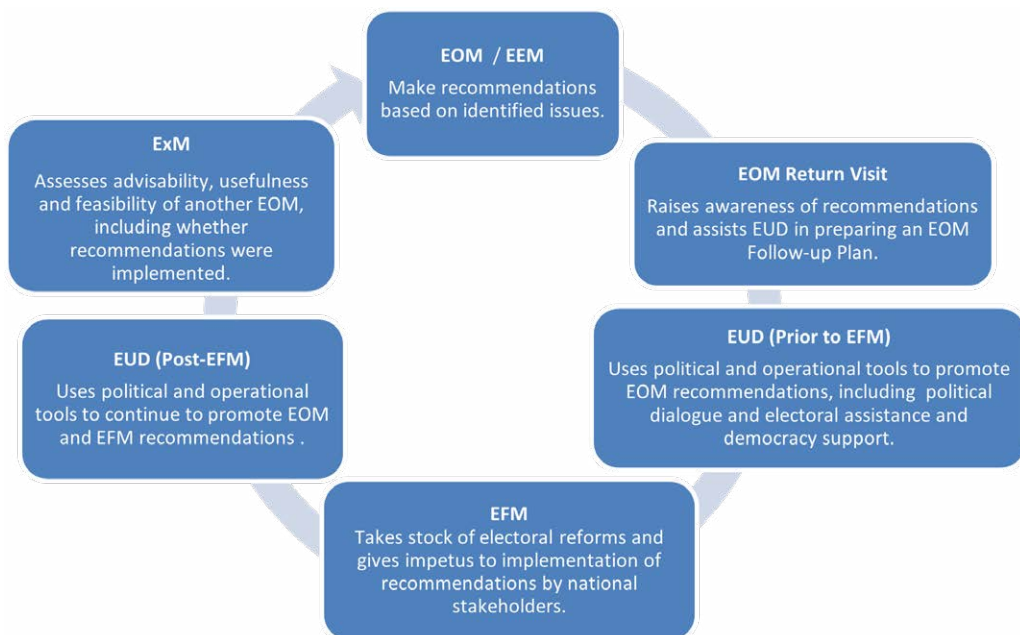 EOM / EEM
Make recommendations
based on identified issues.
EOM Return Visit
Raises awareness of recommendations
and assists EUD in preparing an EOM
Follow-up Plan.
EUD (Prior to EFM)
Uses political and operational tools to promote
EOM recommendations, including political
dialogue and electoral assistance and
democracy support.
EFM
Takes stock of electoral reforms and
gives impetus to implementation of
recommendations by national
stakeholders.
EUD (Post-EFM)
Uses political and operational
tools to continue to promote EOM
and EFM recommendations .
ExM
Assesses advisability, usefulness
and feasibility of another EOM,
including whether
recommendations were
implemented.